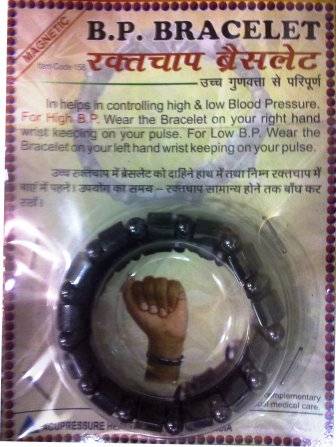 MAGNETIC
B.P. BRACELET
Item Code-158
रक्तचाप ब्रैसलेट
उच्च गुणवत्ता से परिपूर्ण
In helps in controlling high & low Blood Pressure.
For High B.P. Wear the Bracelet on your right hand
wrist keeping on your pulse. For Low B.P. Wear the
Bracelet on your left hand wrist keeping on your pulse.
उच्च रक्तचाप में ब्रैसलेट को दाहिने हाथ में तथा निम्न रक्तचाप में
बाएं में पहनें। उपयोग का समय – रक्तचाप सामान्य होने तक बाँध कर
रखें।
complementary
medical care.
ACUPRESSURE HEAL